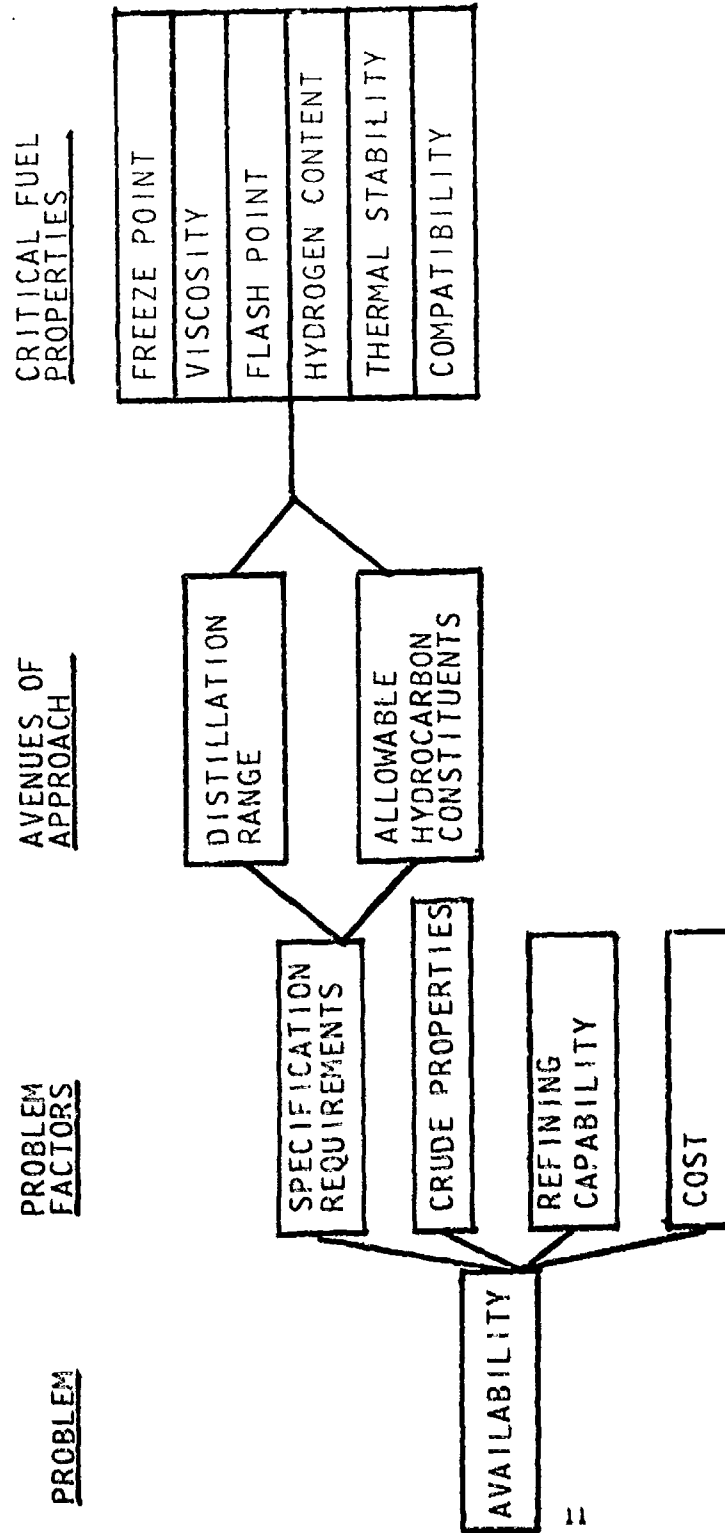 PROBLEM
PROBLEM
FACTORS
AVENUES OF
APPROACH
CRITICAL FUEL
PROPERTIES
AVAILABILITY
SPECIFICATION
REQUIREMENTS
CRUDE PROPERTIES
REFINING
CAPABILITY
COST
DISTILLATION
RANGE
ALLOWABLE
HYDROCARBON
CONSTITUENTS
FREEZE POINT
VISCOSITY
FLASH POINT
HYDROGEN CONTENT
THERMAL STABILITY
COMPATIBILITY
11